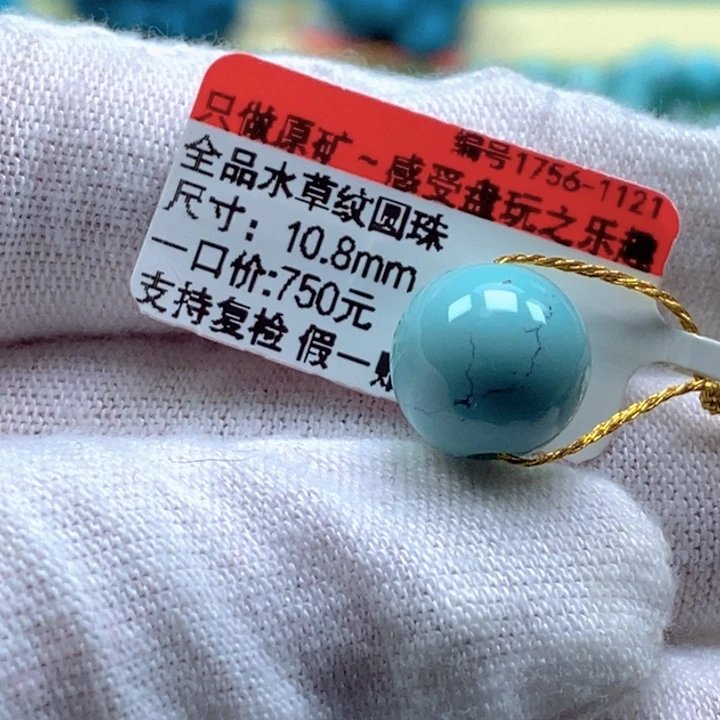 编号1756-1121
只做原矿~感受盘玩之乐趣
全品水草纹圆珠
尺寸: 10.8mm
一口价:750元
支持复检 假一